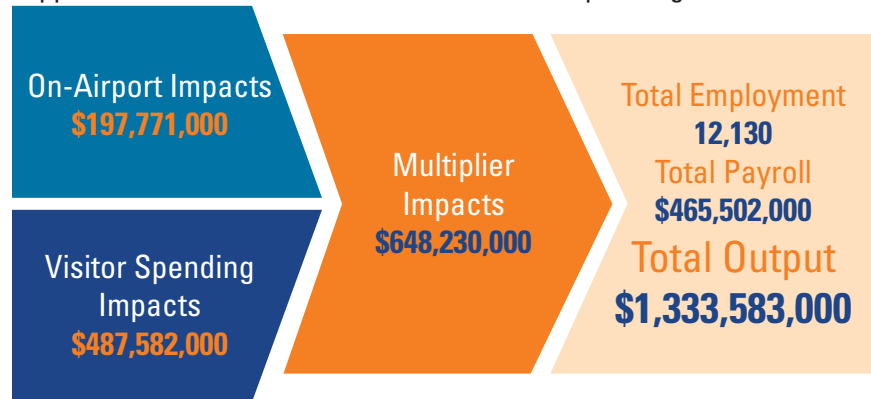 On-Airport Impacts
$197,771,000
Visitor Spending
Impacts
$487,582,000
Multiplier
Impacts
$648,230,000
Total Employment
12,130
Total Payroll
$465,502,000
Total Output
$1,333,583,000